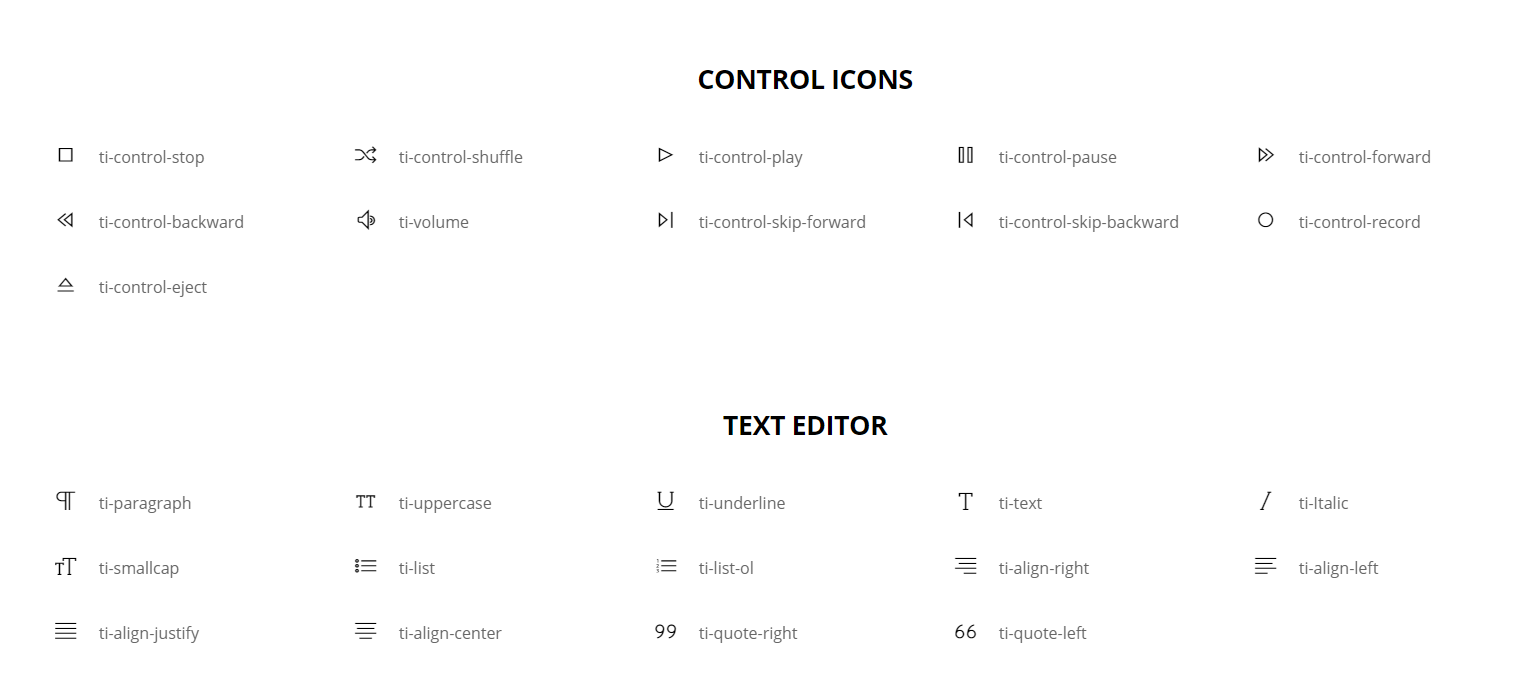 CONTROL ICONS
ti-control-stop ti-control-shuffle ti-control-play ti-control-pause ti-control-forward
ti-control-backward ti-volume ti-control-skip-forward ti-control-skip-backward ti-control-record
ti-control-eject
TEXT EDITOR
ti-paragraph TT ti-uppercase U ti-underline T ti-text I ti-Italic
TT ti-smallcap ti-list ti-list-ol ti-align-right ti-align-left
ti-align-justify ti-align-center 99 ti-quote-right 66 ti-quote-left